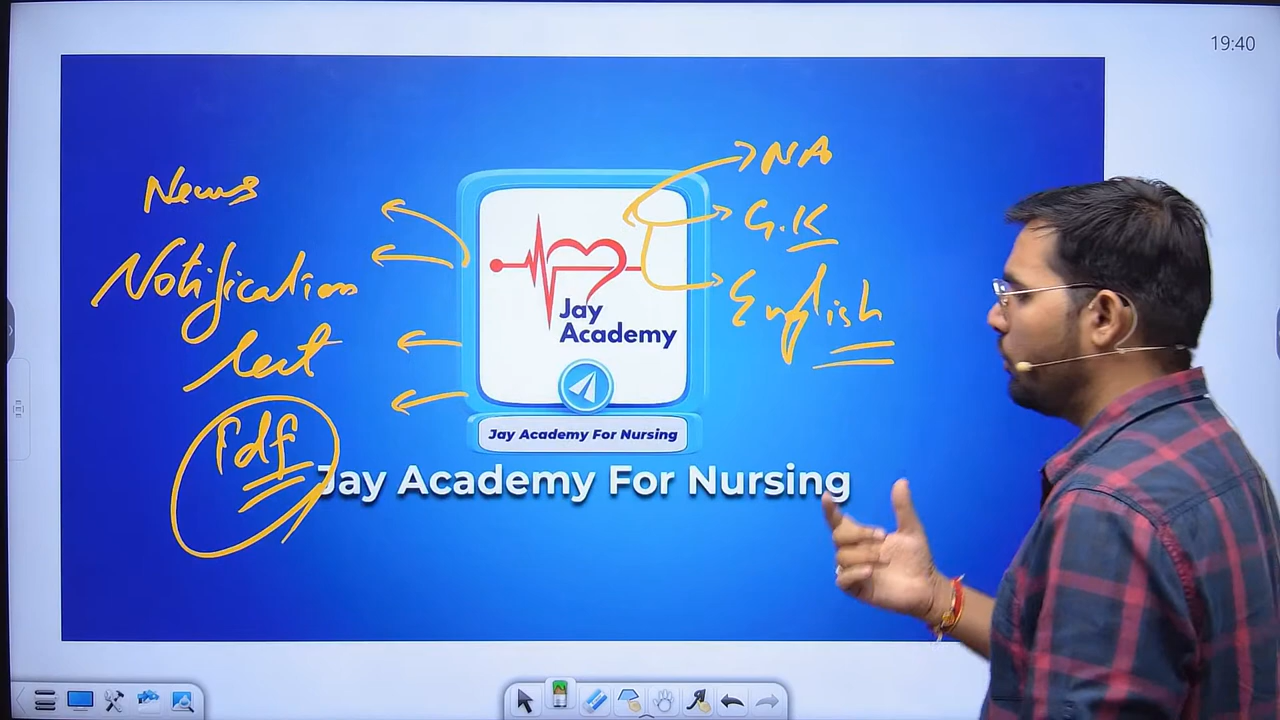 19:40
News
Notification
Test
Pdf
NA
G.K
English
Jay
Academy
Jay Academy For Nursing
Jay Academy For Nursing